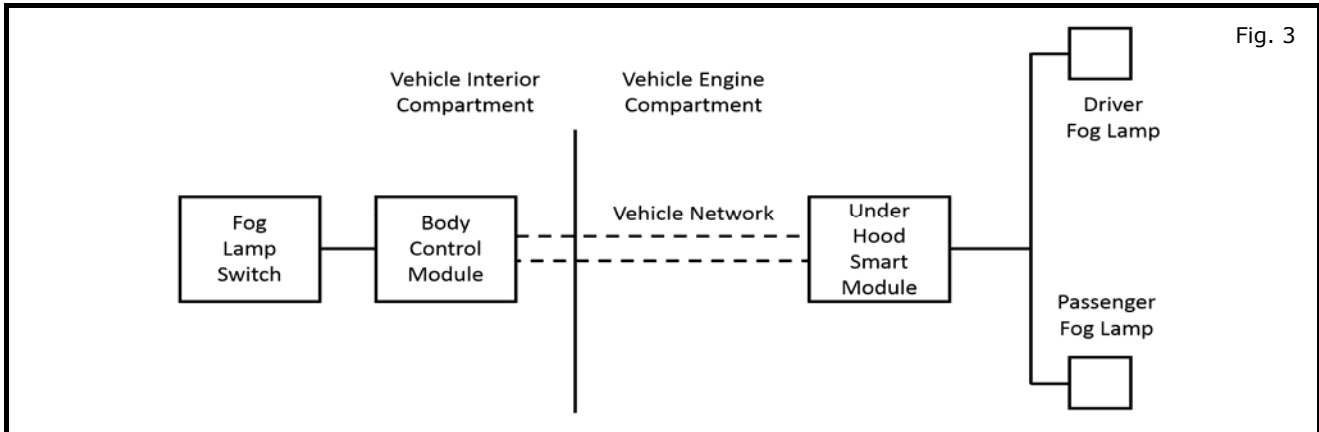 Fig. 3
Vehicle Interior
Compartment
Vehicle Engine
Compartment
Driver
Fog Lamp
Fog
Lamp
Switch
Body
Control
Module
Vehicle Network
Under
Hood
Smart
Module
Passenger
Fog Lamp